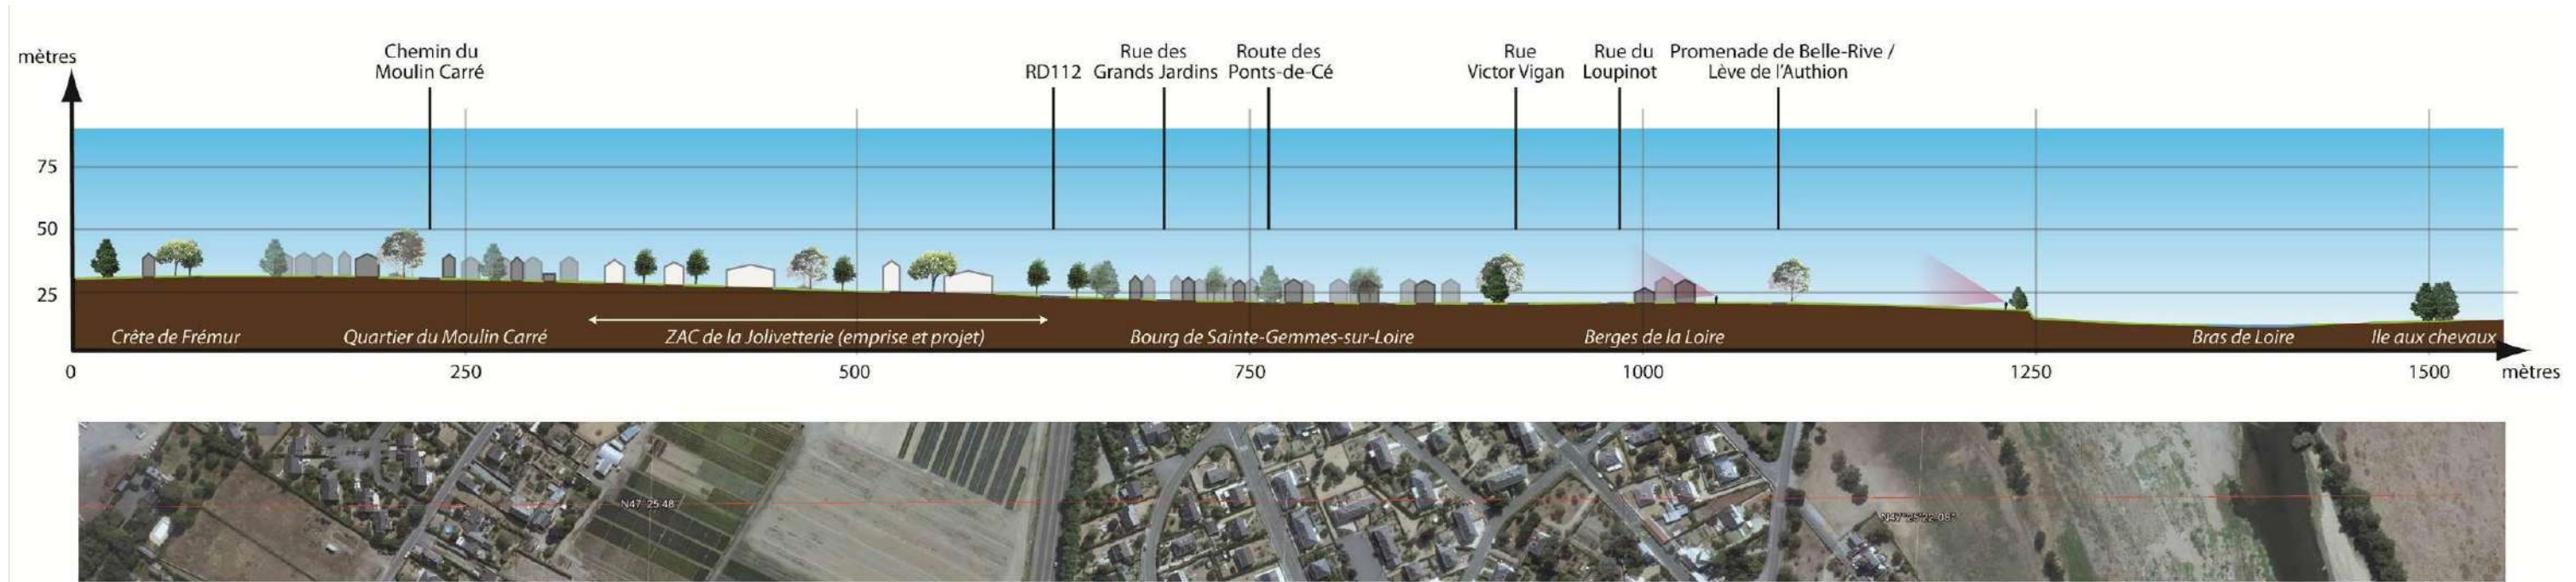 mètres
Chemin du
Moulin Carré
RD112
Rue des
Grands Jardins
Route des
Ponts-de-Cé
Rue
Victor Vigan
Rue du
Loupinot
Promenade de Belle-Rive /
Lève de l'Authion
75
50
25
Crête de Frémur
Quartier du Moulin Carré
ZAC de la Jolivetterie (emprise et projet)
Bourg de Sainte-Gemmes-sur-Loire
Berges de la Loire
Bras de Loire
Ile aux chevaux
0
250
500
750
1000
1250
1500
mètres
N47 25 48